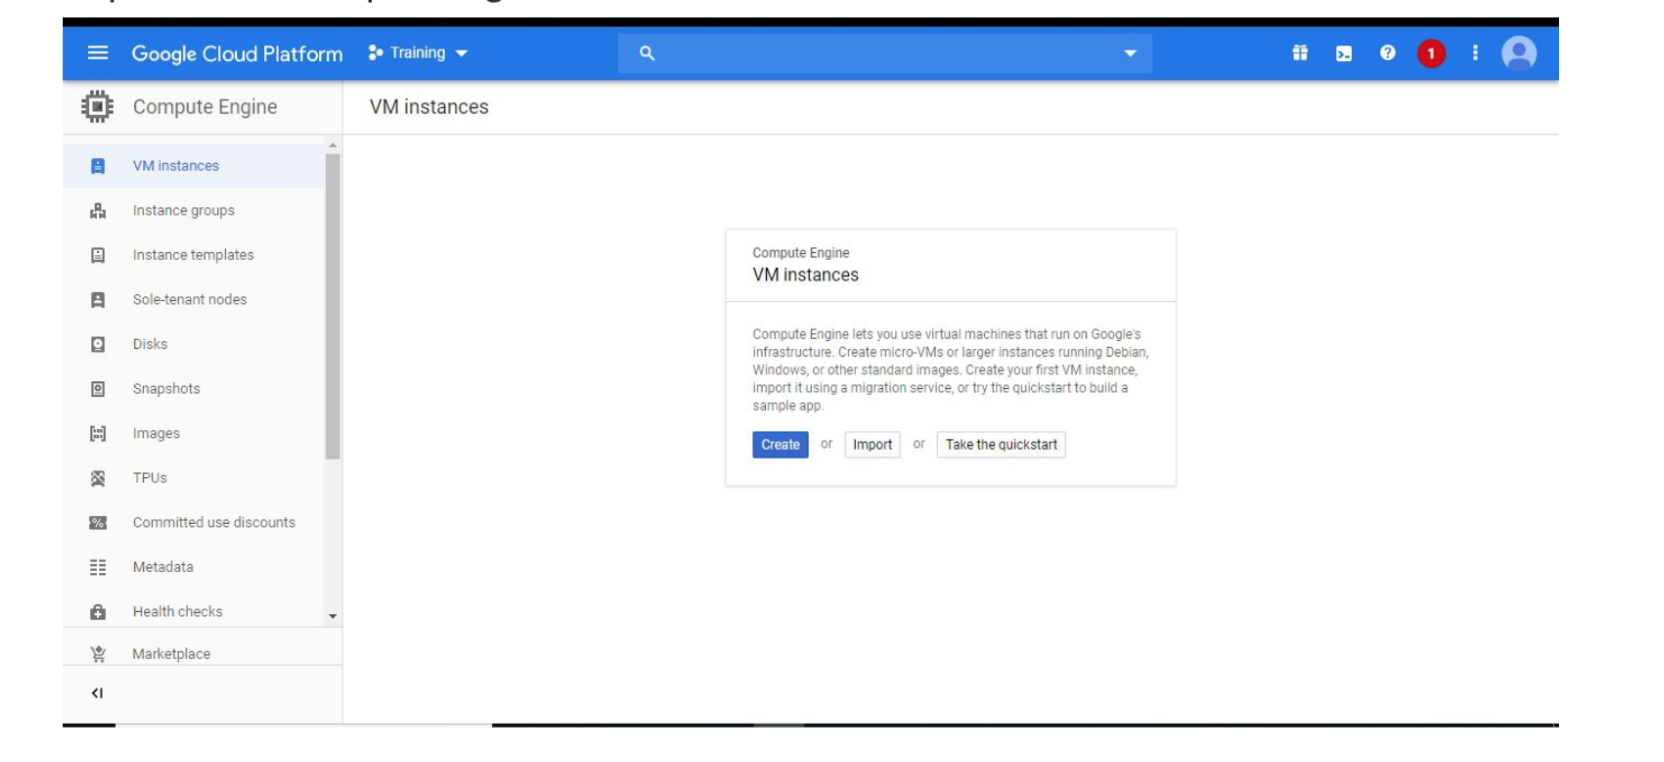 Google Cloud Platform
Training
1
Compute Engine
VM instances
VM instances
Instance groups
Instance templates
Sole-tenant nodes
Disks
Snapshots
Images
TPUs
Committed use discounts
Metadata
Health checks
Marketplace
Compute Engine
VM instances
Compute Engine lets you use virtual machines that run on Google's
infrastructure. Create micro-VMs or larger instances running Debian,
Windows, or other standard images. Create your first VM instance,
import it using a migration service, or try the quickstart to build a
sample app.
Create or Import or Take the quickstart